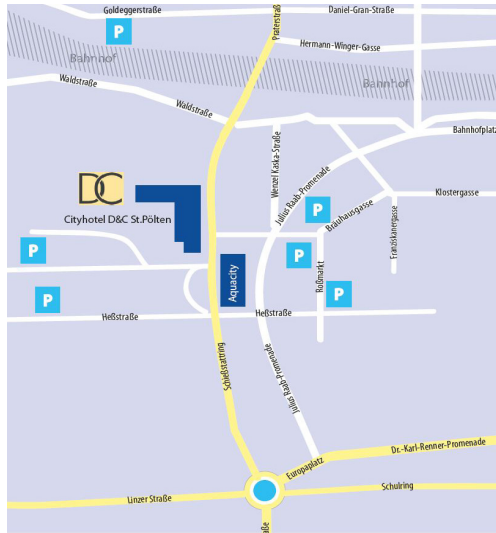 Goldeggerstraße
Daniel-Gran-Straße
P
Praterstraße
Hermann-Winger-Gasse
Bahnhof
Bahnhof
Waldstraße
Waldstraße
Bahnhofplatz
Wenzel Kaska-Straße
Julius Raab-Promenade
DC
Cityhotel D&C St.Pölten
Klostergasse
P
Bräuhausgasse
Franziskanergasse
P
P
Aquacity
Roßmarkt
P
P
Heßstraße
Heßstraße
Schießstattring
Julius Raab-Promenade
Dr.-Karl-Renner-Promenade
Europaplatz
Linzer Straße
Schulring